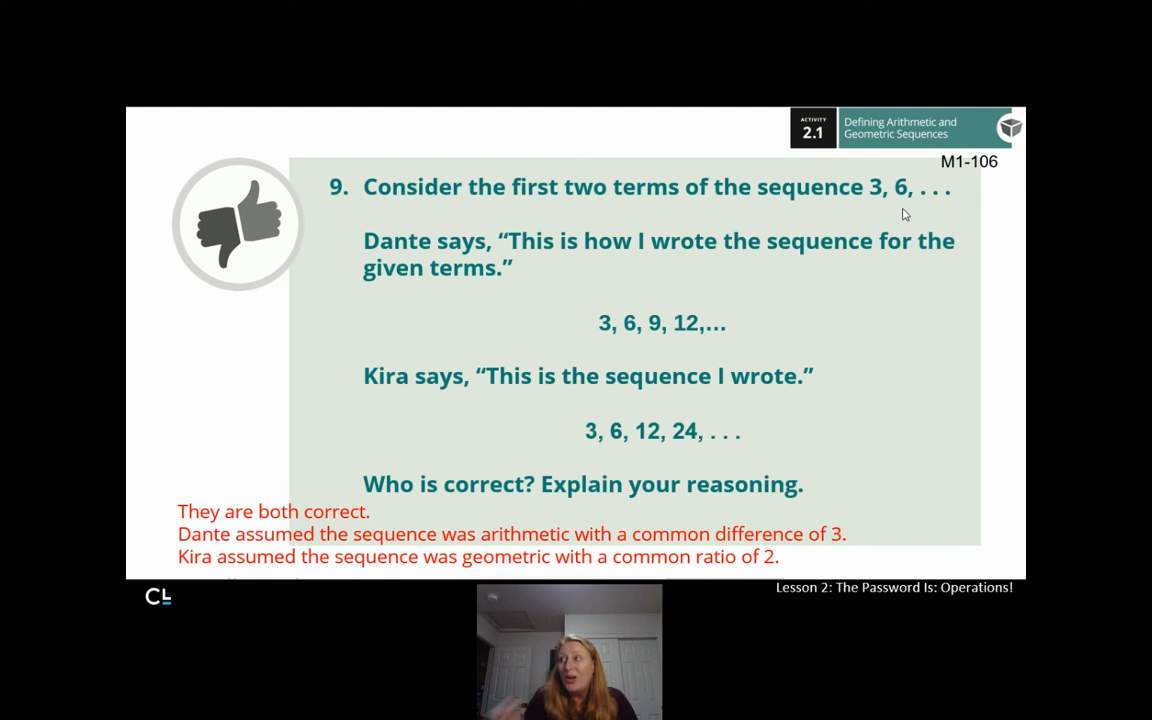 ACTIVITY
2.1
Defining Arithmetic and
Geometric Sequences
M1-106
9. Consider the first two terms of the sequence 3, 6, . . .
Dante says, “This is how I wrote the sequence for the
given terms.”
3, 6, 9, 12,...
Kira says, “This is the sequence I wrote.”
3, 6, 12, 24, . . .
Who is correct? Explain your reasoning.
They are both correct.
Dante assumed the sequence was arithmetic with a common difference of 3.
Kira assumed the sequence was geometric with a common ratio of 2.
Lesson 2: The Password Is: Operations!
CL